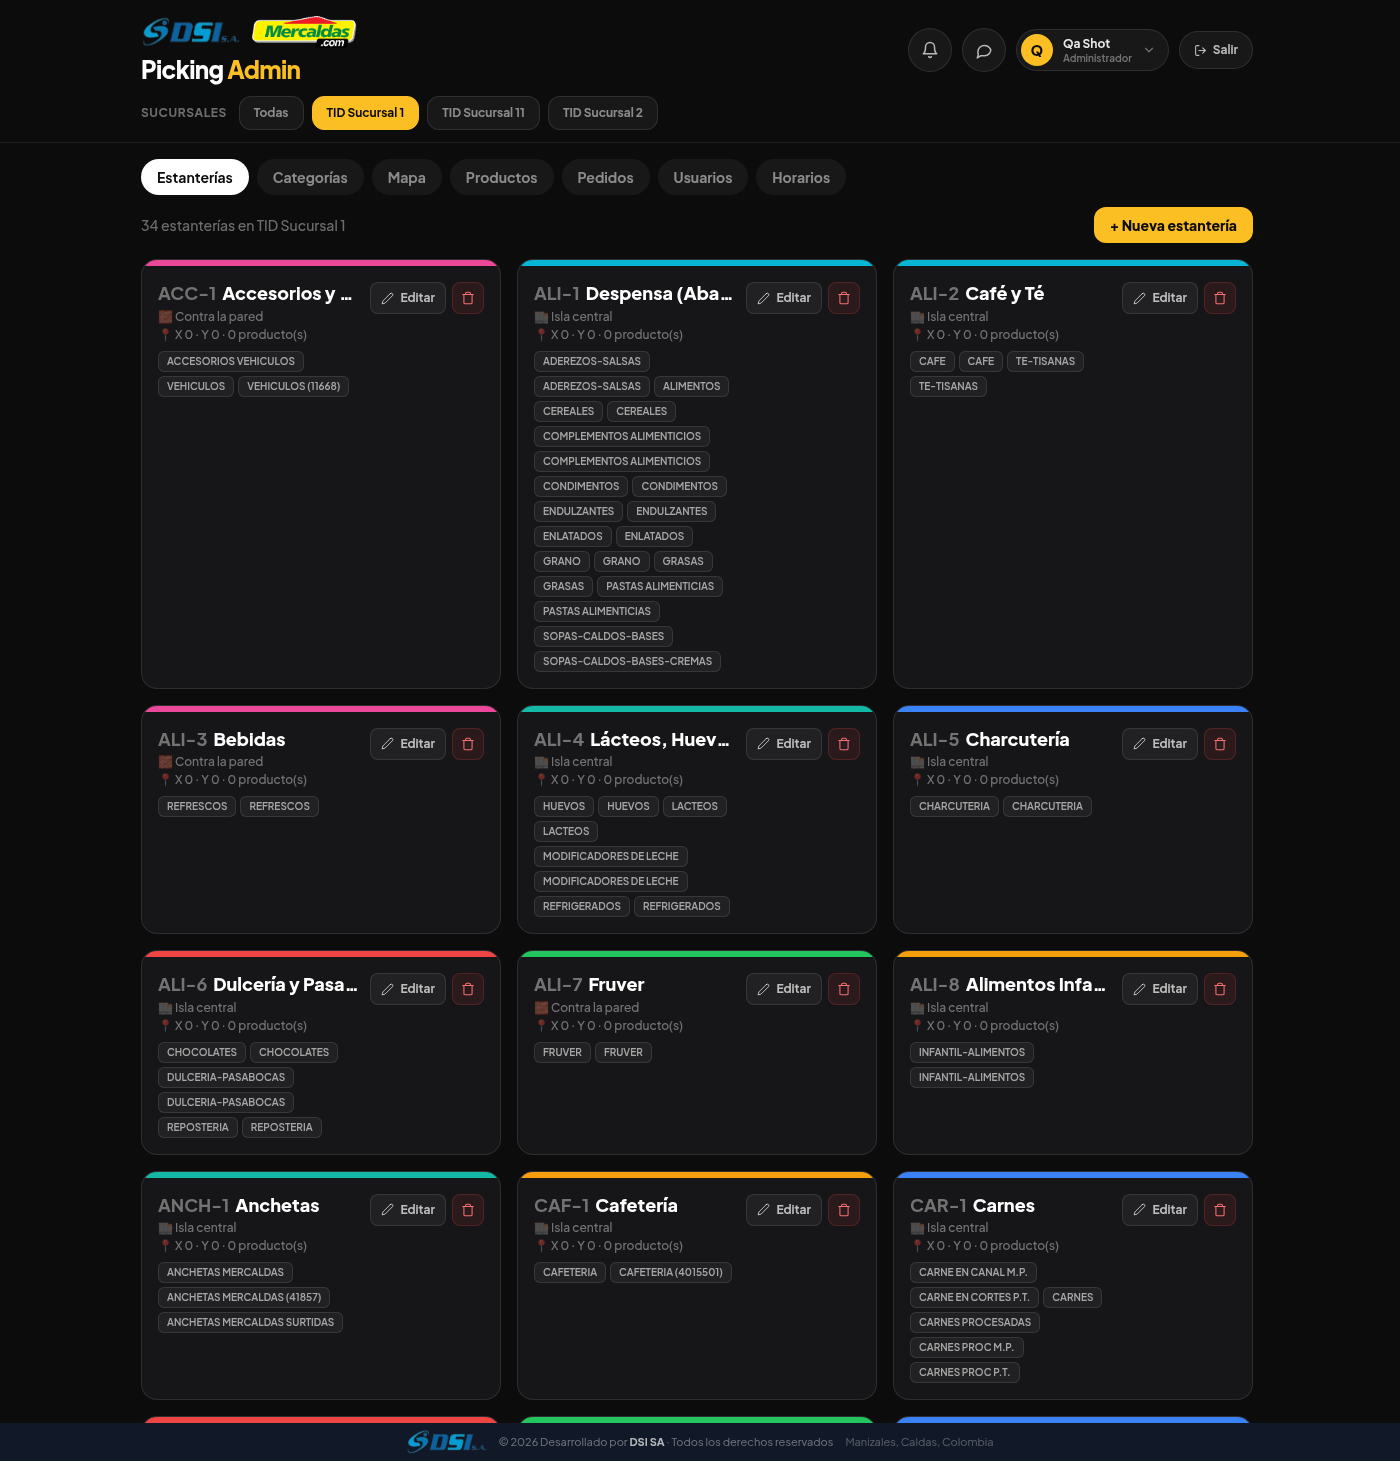 DSI S.A. Mercaldas .com
Picking Admin
Qa Shot
Administrador
Salir
SUCURSALES Todas TID Sucursal 1 TID Sucursal 11 TID Sucursal 2
Estanterías Categorías Mapa Productos Pedidos Usuarios Horarios
34 estanterías en TID Sucursal 1
+ Nueva estantería
ACC-1 Accesorios y ...
Editar
Contra la pared
X 0 · Y 0 · 0 producto(s)
ACCESORIOS VEHICULOS
VEHICULOS VEHICULOS (11668)
ALI-1 Despensa (Aba...
Editar
Isla central
X 0 · Y 0 · 0 producto(s)
ADEREZOS-SALSAS
ADEREZOS-SALSAS ALIMENTOS
CEREALES CEREALES
COMPLEMENTOS ALIMENTICIOS
COMPLEMENTOS ALIMENTICIOS
CONDIMENTOS CONDIMENTOS
ENDULZANTES ENDULZANTES
ENLATADOS ENLATADOS
GRANO GRANO GRASAS
GRASAS PASTAS ALIMENTICIAS
PASTAS ALIMENTICIAS
SOPAS-CALDOS-BASES
SOPAS-CALDOS-BASES-CREMAS
ALI-2 Café y Té
Editar
Isla central
X 0 · Y 0 · 0 producto(s)
CAFE CAFE TE-TISANAS
TE-TISANAS
ALI-3 Bebidas
Editar
Contra la pared
X 0 · Y 0 · 0 producto(s)
REFRESCOS REFRESCOS
ALI-4 Lácteos, Huev...
Editar
Isla central
X 0 · Y 0 · 0 producto(s)
HUEVOS HUEVOS LACTEOS
LACTEOS
MODIFICADORES DE LECHE
MODIFICADORES DE LECHE
REFRIGERADOS REFRIGERADOS
ALI-5 Charcutería
Editar
Isla central
X 0 · Y 0 · 0 producto(s)
CHARCUTERIA CHARCUTERIA
ALI-6 Dulcería y Pasa...
Editar
Isla central
X 0 · Y 0 · 0 producto(s)
CHOCOLATES CHOCOLATES
DULCERIA-PASABOCAS
DULCERIA-PASABOCAS
REPOSTERIA REPOSTERIA
ALI-7 Fruver
Editar
Contra la pared
X 0 · Y 0 · 0 producto(s)
FRUVER FRUVER
ALI-8 Alimentos Infa...
Editar
Isla central
X 0 · Y 0 · 0 producto(s)
INFANTIL-ALIMENTOS
INFANTIL-ALIMENTOS
ANCH-1 Anchetas
Editar
Isla central
X 0 · Y 0 · 0 producto(s)
ANCHETAS MERCALDAS
ANCHETAS MERCALDAS (41857)
ANCHETAS MERCALDAS SURTIDAS
CAF-1 Cafetería
Editar
Isla central
X 0 · Y 0 · 0 producto(s)
CAFETERIA CAFETERIA (4015501)
CAR-1 Carnes
Editar
Isla central
X 0 · Y 0 · 0 producto(s)
CARNE EN CANAL M.P.
CARNE EN CORTES P.T. CARNES
CARNES PROCESADAS
CARNES PROC M.P.
CARNES PROC P.T.
DSI S.A. © 2026 Desarrollado por DSI SA · Todos los derechos reservados Manizales, Caldas, Colombia